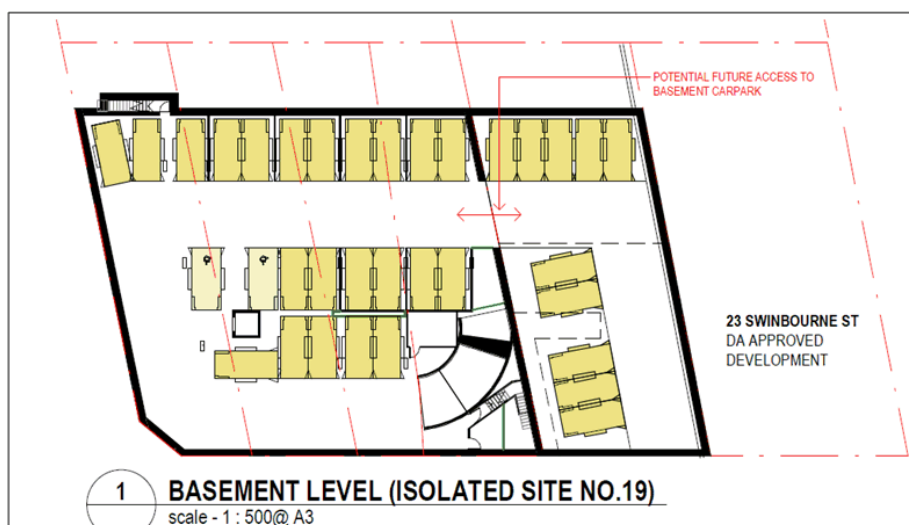 POTENTIAL FUTURE ACCESS TO
BASEMENT CARPARK
23 SWINBOURNE ST
DA APPROVED
DEVELOPMENT
1
BASEMENT LEVEL (ISOLATED SITE NO.19)
scale - 1 : 500@ A3